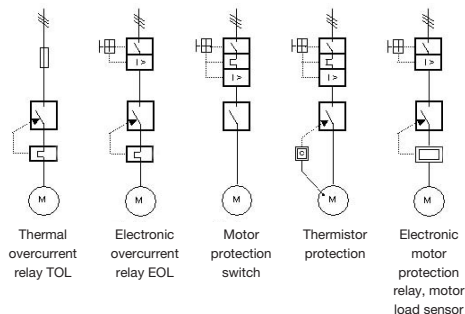 I >
I >
I >
I >
M
M
M
M
M
Thermal
overcurrent
relay TOL
Electronic
overcurrent
relay EOL
Motor
protection
switch
Thermistor
protection
Electronic
motor
protection
relay, motor
load sensor